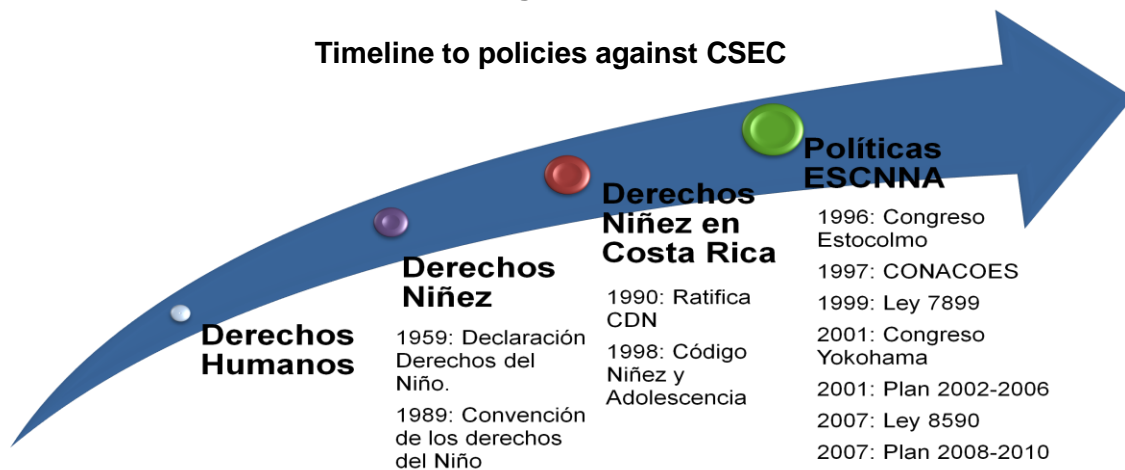 Timeline to policies against CSEC
Derechos
Humanos
Derechos
Niñez
1959: Declaración
Derechos del
Niño.
1989: Convención
de los derechos
del Niño
Derechos
Niñez en
Costa Rica
1990: Ratifica
CDN
1998: Código
Niñez y
Adolescencia
Políticas
ESCNNA
1996: Congreso
Estocolmo
1997: CONACOES
1999: Ley 7899
2001: Congreso
Yokohama
2001: Plan 2002-2006
2007: Ley 8590
2007: Plan 2008-2010